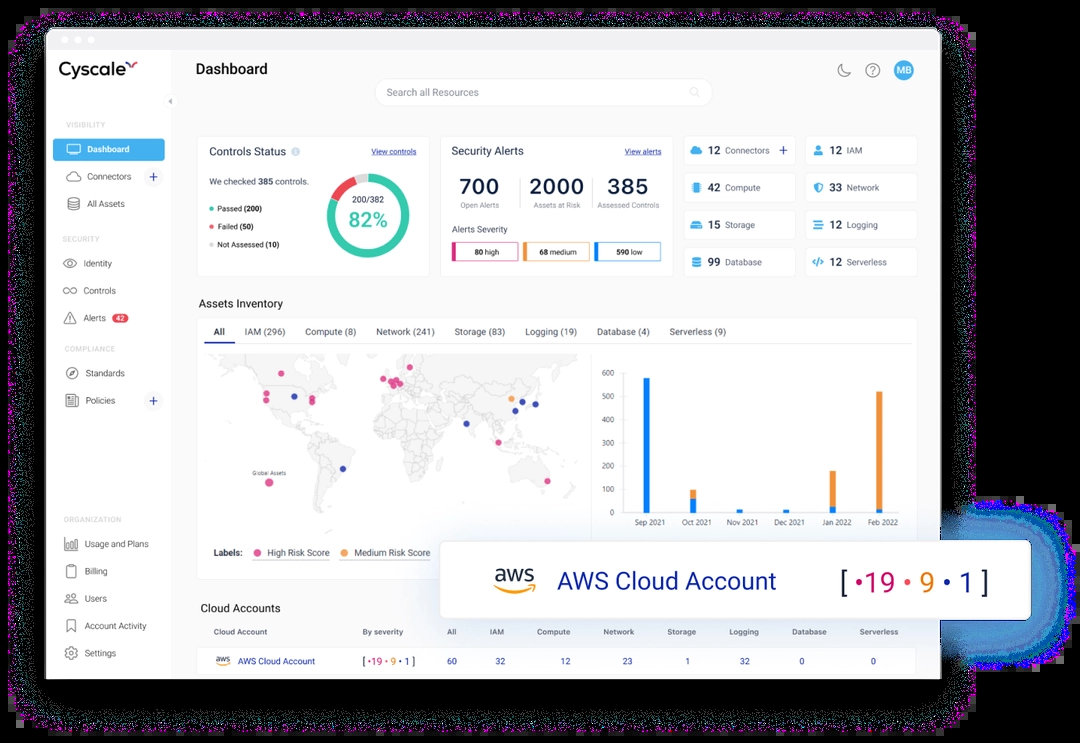 Cyscale
Dashboard
MB
Search all Resources
VISIBILITY
Dashboard
Connectors +
All Assets
SECURITY
Identity
Controls
Alerts 42
COMPLIANCE
Standards
Policies +
ORGANIZATION
Usage and Plans
Billing
Users
Account Activity
Settings
Controls Status View controls
We checked 385 controls.
Passed (200)
Failed (50)
Not Assessed (10)
200/382
82%
Security Alerts View alerts
700 2000 385
Open Alerts Assets at Risk Assessed Controls
Alerts Severity
80 high 68 medium 590 low
12 Connectors + 12 IAM
42 Compute 33 Network
15 Storage 12 Logging
99 Database 12 Serverless
Assets Inventory
All IAM (296) Compute (8) Network (241) Storage (83) Logging (19) Database (4) Serverless (9)
Global Assets
600
500
400
300
200
100
0
Sep 2021 Oct 2021 Nov 2021 Dec 2021 Jan 2022 Feb 2022
Labels: High Risk Score Medium Risk Score
aws AWS Cloud Account [ •19 • 9 • 1 ]
Cloud Accounts
Cloud Account By severity All IAM Compute Network Storage Logging Database Serverless
aws AWS Cloud Account [ •19 • 9 • 1 ] 60 32 12 23 1 32 0 0